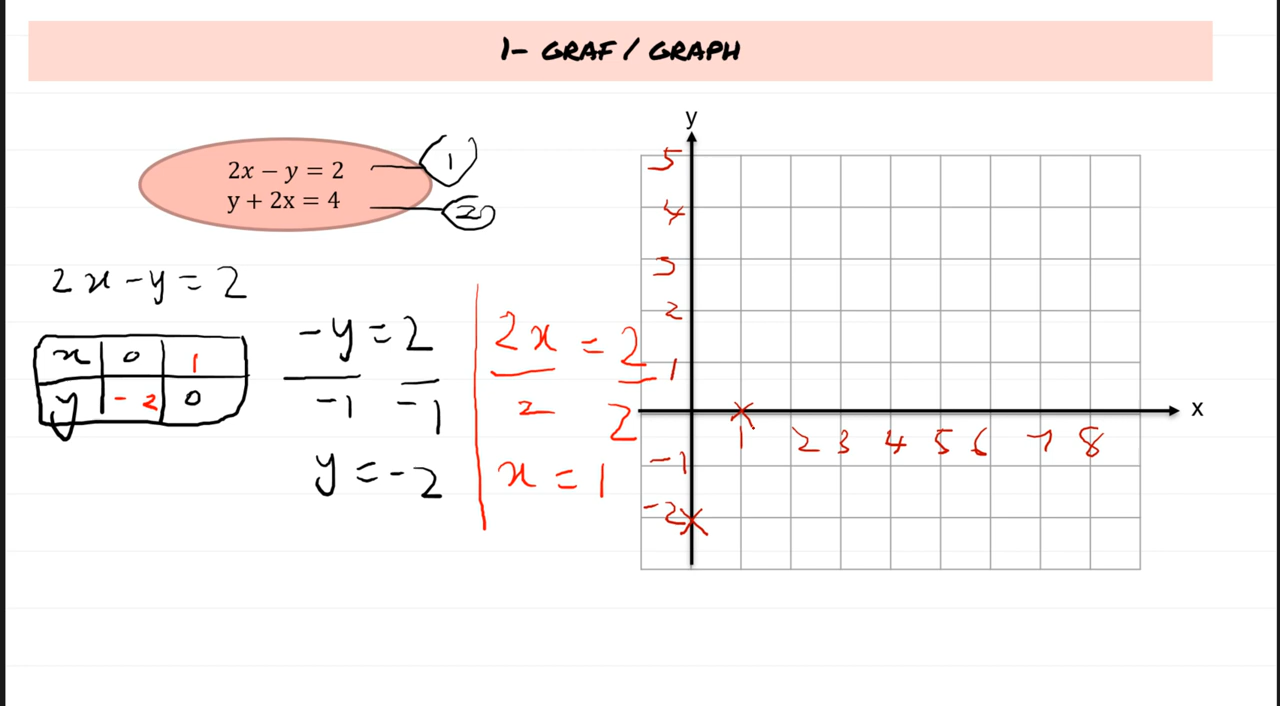 1- GRAF / GRAPH
2x − y = 2
1
y + 2x = 4
2
2x - y = 2
x 0 1
y -2 0
-y = 2
-1 -1
y = -2
2x = 2
2 2
x = 1
y
5
4
3
2
1
x
1 2 3 4 5 6 7 8
-1
-2